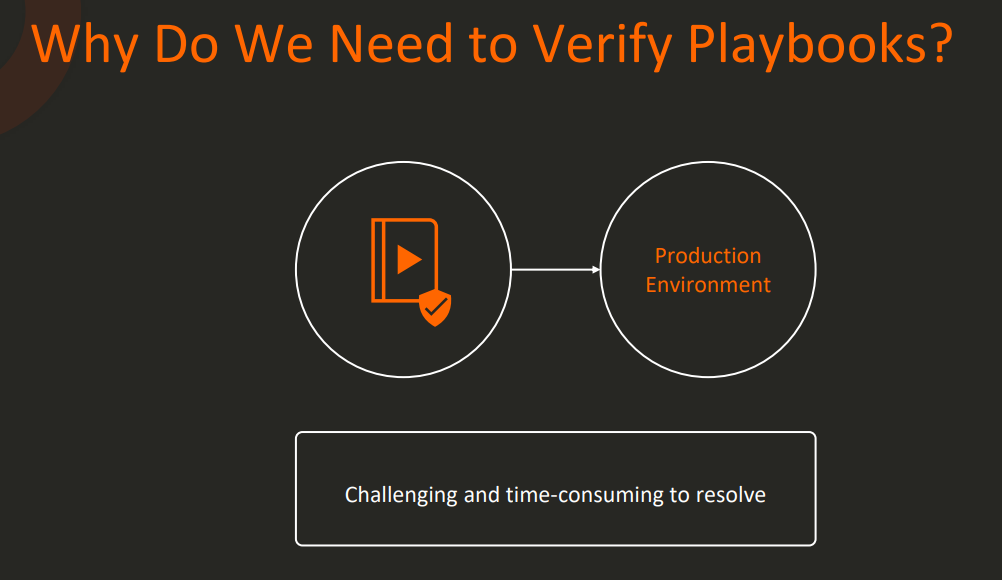 Why Do We Need to Verify Playbooks?
Production
Environment
Challenging and time-consuming to resolve